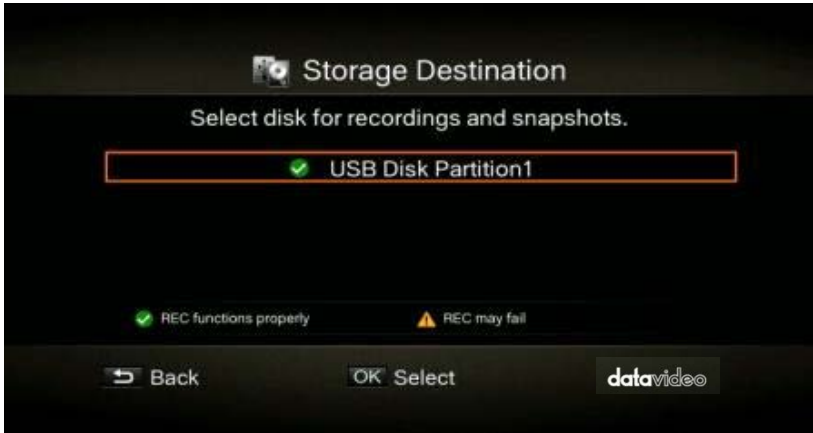 Storage Destination
Select disk for recordings and snapshots.
USB Disk Partition1
REC functions properly
REC may fail
Back
OK Select
datavideo